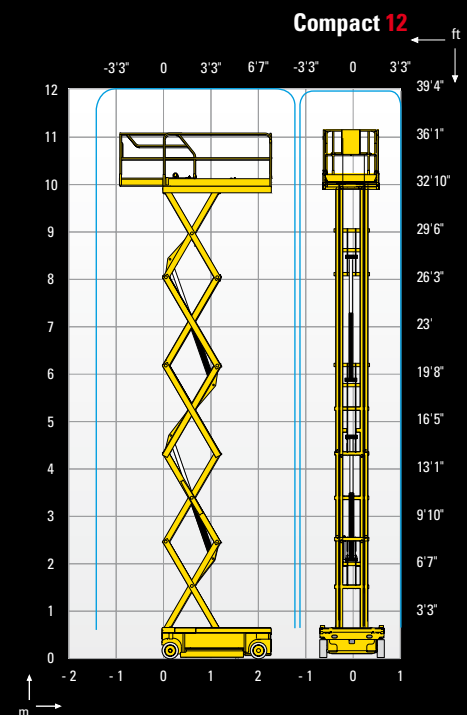 Compact 12
ft
-3'3" 0 3'3" 6'7" -3'3" 0 3'3"
12 39'4"
11 36'1"
10 32'10"
9 29'6"
8 26'3"
7 23'
6 19'8"
5 16'5"
4 13'1"
3 9'10"
2 6'7"
1 3'3"
0
- 2 - 1 0 1 2 - 1 0 1
m